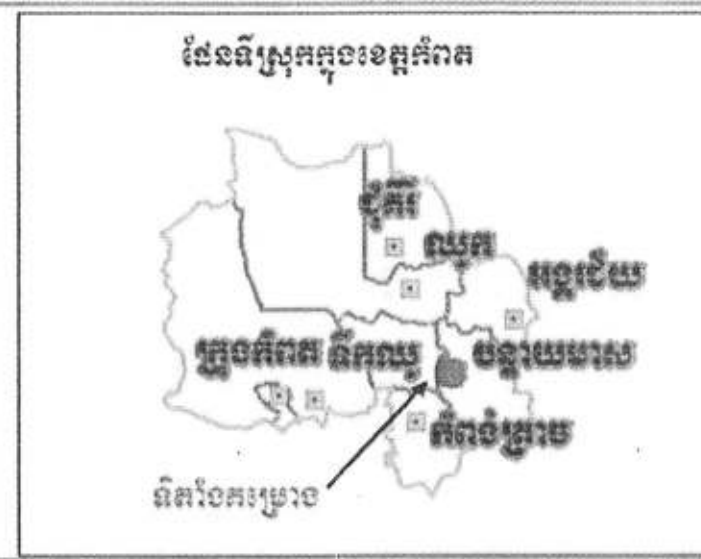 ផែនទីស្រុកក្នុងខេត្តកំពត
ជុំគិរី
ឈូក
អង្គរជ័យ
ក្រុងកំពត ទឹកឈូ បន្ទាយមាស
កំពង់ត្រាច
ទីតាំងគម្រោង